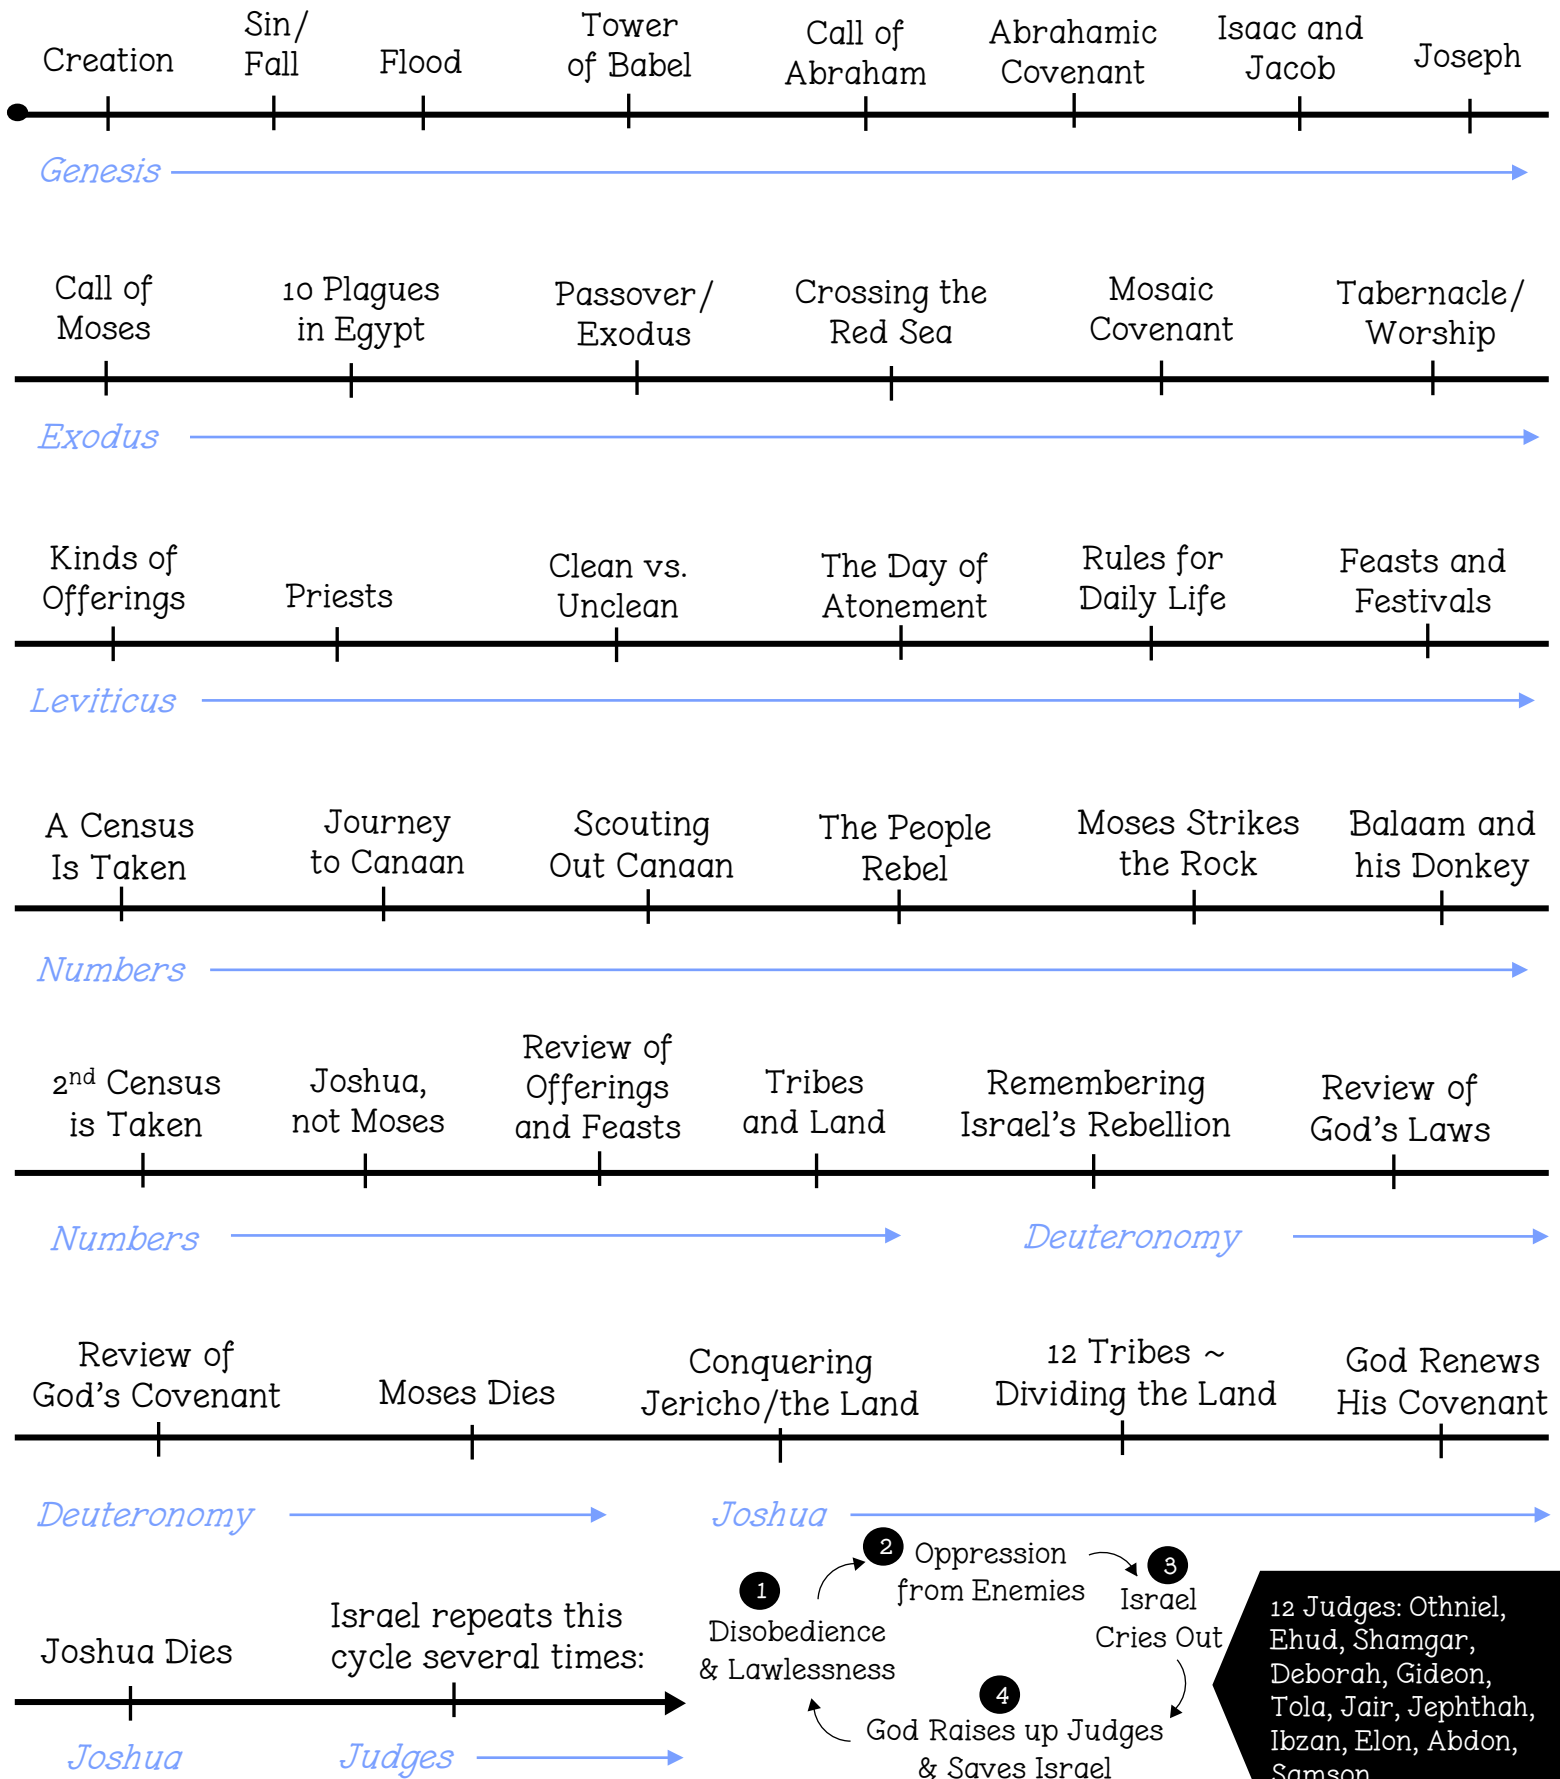 Creation
Sin/
Fall
Flood
Tower
of Babel
Call of
Abraham
Abrahamic
Covenant
Isaac and
Jacob
Joseph
Genesis
Call of
Moses
10 Plagues
in Egypt
Passover/
Exodus
Crossing the
Red Sea
Mosaic
Covenant
Tabernacle/
Worship
Exodus
Kinds of
Offerings
Priests
Clean vs.
Unclean
The Day of
Atonement
Rules for
Daily Life
Feasts and
Festivals
Leviticus
A Census
Is Taken
Journey
to Canaan
Scouting
Out Canaan
The People
Rebel
Moses Strikes
the Rock
Balaam and
his Donkey
Numbers
2nd Census
is Taken
Joshua,
not Moses
Review of
Offerings
and Feasts
Tribes
and Land
Remembering
Israel's Rebellion
Review of
God's Laws
Numbers
Deuteronomy
Review of
God's Covenant
Moses Dies
Conquering
Jericho/the Land
12 Tribes ~
Dividing the Land
God Renews
His Covenant
Deuteronomy
Joshua
Joshua Dies
Israel repeats this
cycle several times:
Joshua
Judges
1
Disobedience
& Lawlessness
2
Oppression
from Enemies
3
Israel
Cries Out
4
God Raises up Judges
& Saves Israel
12 Judges: Othniel,
Ehud, Shamgar,
Deborah, Gideon,
Tola, Jair, Jephthah,
Ibzan, Elon, Abdon,
Samson